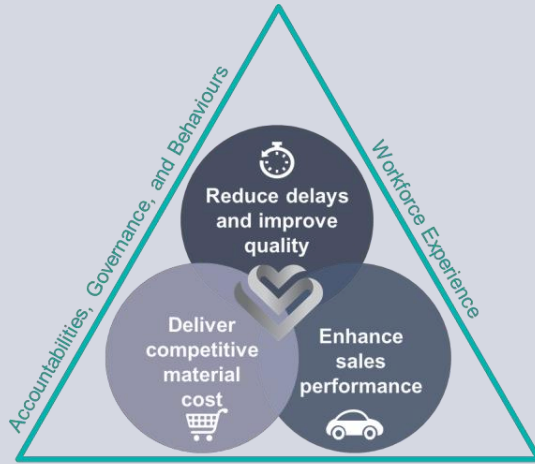 Accountabilities, Governance, and Behaviours
Workforce Experience
Reduce delays
and improve
quality
Deliver
competitive
material
cost
Enhance
sales
performance